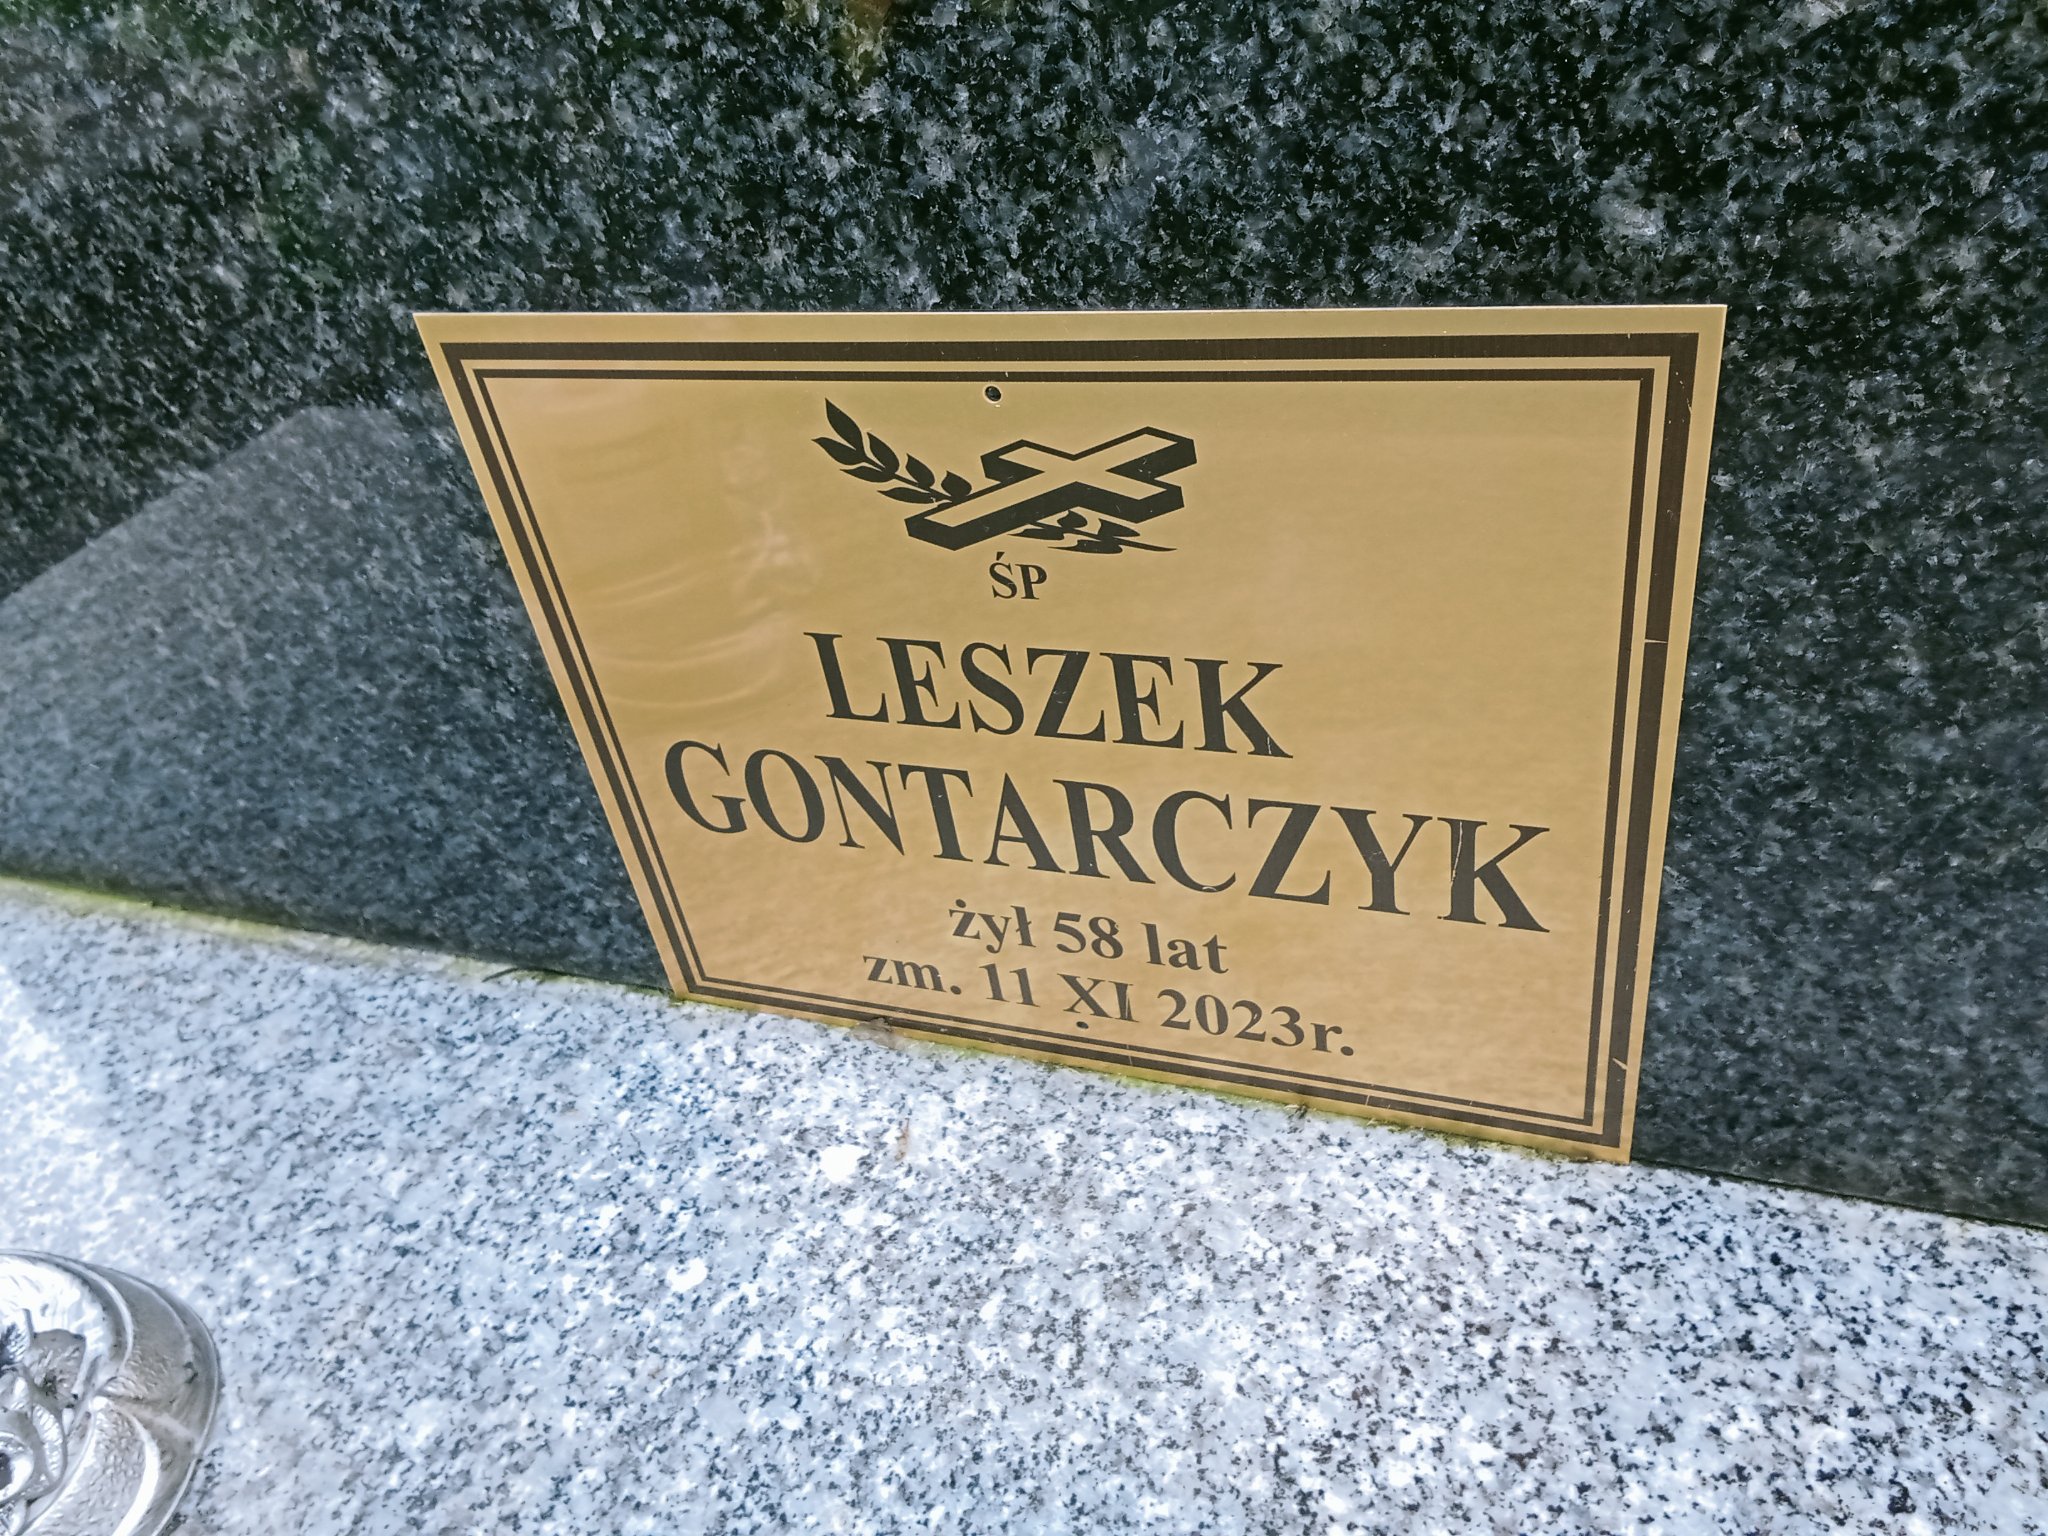 ŚP
LESZEK
GONTARCZYK
żył 58 lat
zm. 11 XI 2023r.